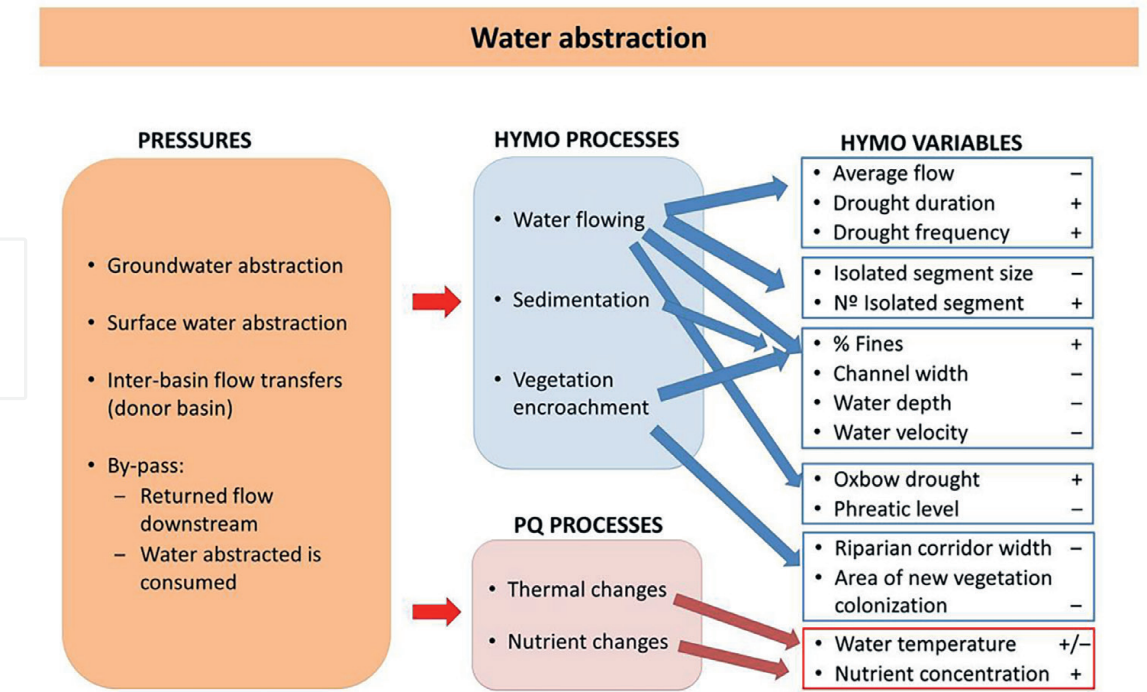 Water abstraction
PRESSURES
• Groundwater abstraction
• Surface water abstraction
• Inter-basin flow transfers
(donor basin)
• By-pass:
– Returned flow
downstream
– Water abstracted is
consumed
HYMO PROCESSES
• Water flowing
• Sedimentation
• Vegetation
encroachment
PQ PROCESSES
• Thermal changes
• Nutrient changes
HYMO VARIABLES
• Average flow –
• Drought duration +
• Drought frequency +
• Isolated segment size –
• Nº Isolated segment +
• % Fines +
• Channel width –
• Water depth –
• Water velocity –
• Oxbow drought +
• Phreatic level –
• Riparian corridor width –
• Area of new vegetation
colonization –
• Water temperature +/–
• Nutrient concentration +